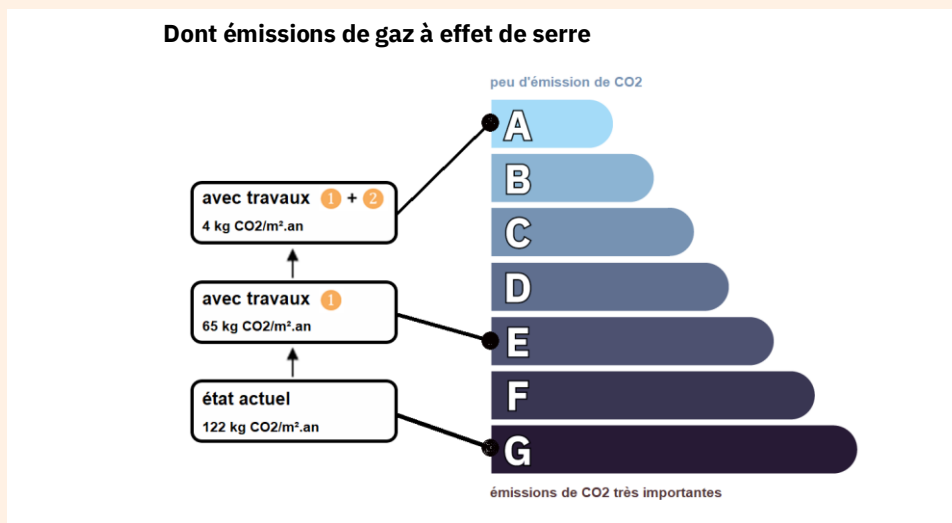 Dont émissions de gaz à effet de serre
peu d'émission de CO2
A
B
C
D
E
F
G
émissions de CO2 très importantes
avec travaux 1 + 2
4 kg CO2/m².an
avec travaux 1
65 kg CO2/m².an
état actuel
122 kg CO2/m².an